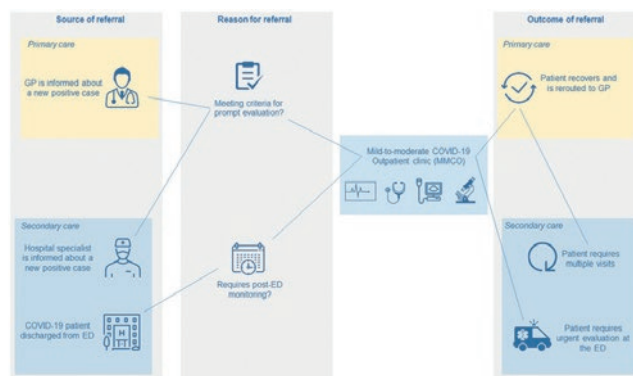 Source of referral
Reason for referral
Outcome of referral
Primary care
GP is informed about
a new positive case
Meeting criteria for
prompt evaluation?
Primary care
Patient recovers and
is rerouted to GP
Mild-to-moderate COVID-19
Outpatient clinic (MMCO)
Secondary care
Hospital specialist
is informed about a
new positive case
COVID-19 patient
discharged from ED
H
Requires post-ED
monitoring?
Secondary care
Patient requires
multiple visits
Patient requires
urgent evaluation at
the ED